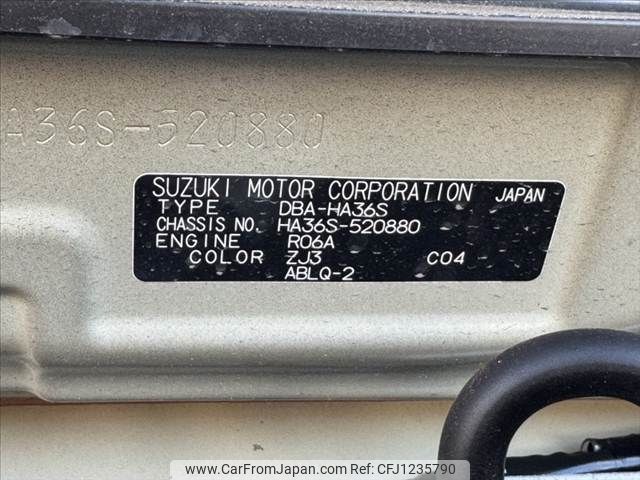 A36S-520880
SUZUKI MOTOR CORPORATION JAPAN
TYPE DBA-HA36S
CHASSIS NO. HA36S-520880
ENGINE R06A
COLOR ZJ3 C04
ABLQ-2
www.CarFromJapan.com | Ref.No: CFJ1235790